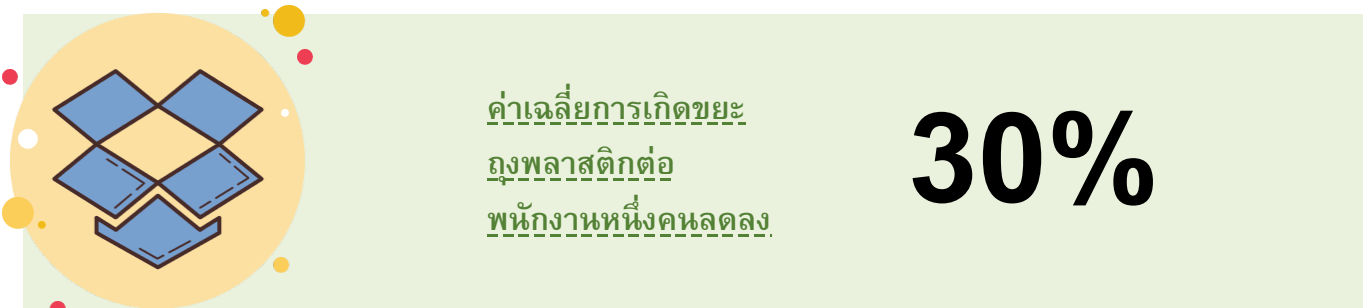 ค่าเฉลี่ยการเกิดขยะ
ถุงพลาสติกต่อ
พนักงานหนึ่งคนลดลง
30%